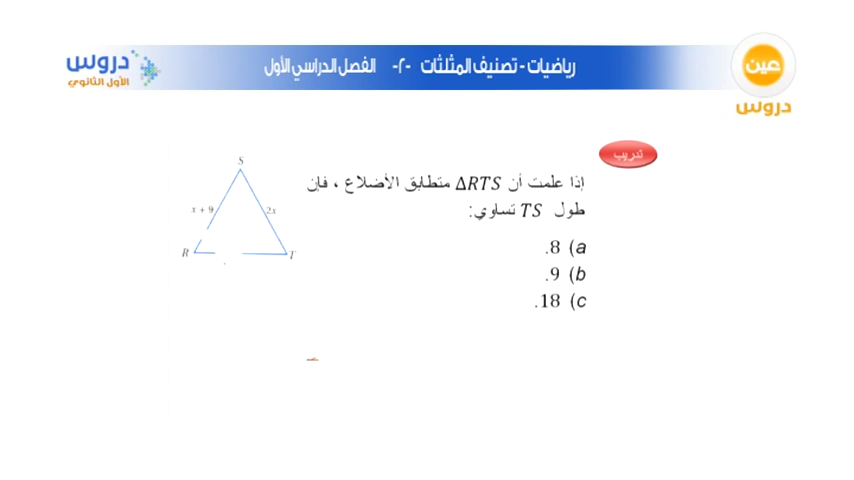 دروس
الأول الثانوي
رياضيات - تصنيف المثلثات -٢- الفصل الدراسي الأول
عين
دروس
تدريب
إذا علمت أن ΔRTS متطابق الأضلاع ، فإن
طول TS تساوي:
a) 8.
b) 9.
c) 18.
S
x + 9
2x
R
T